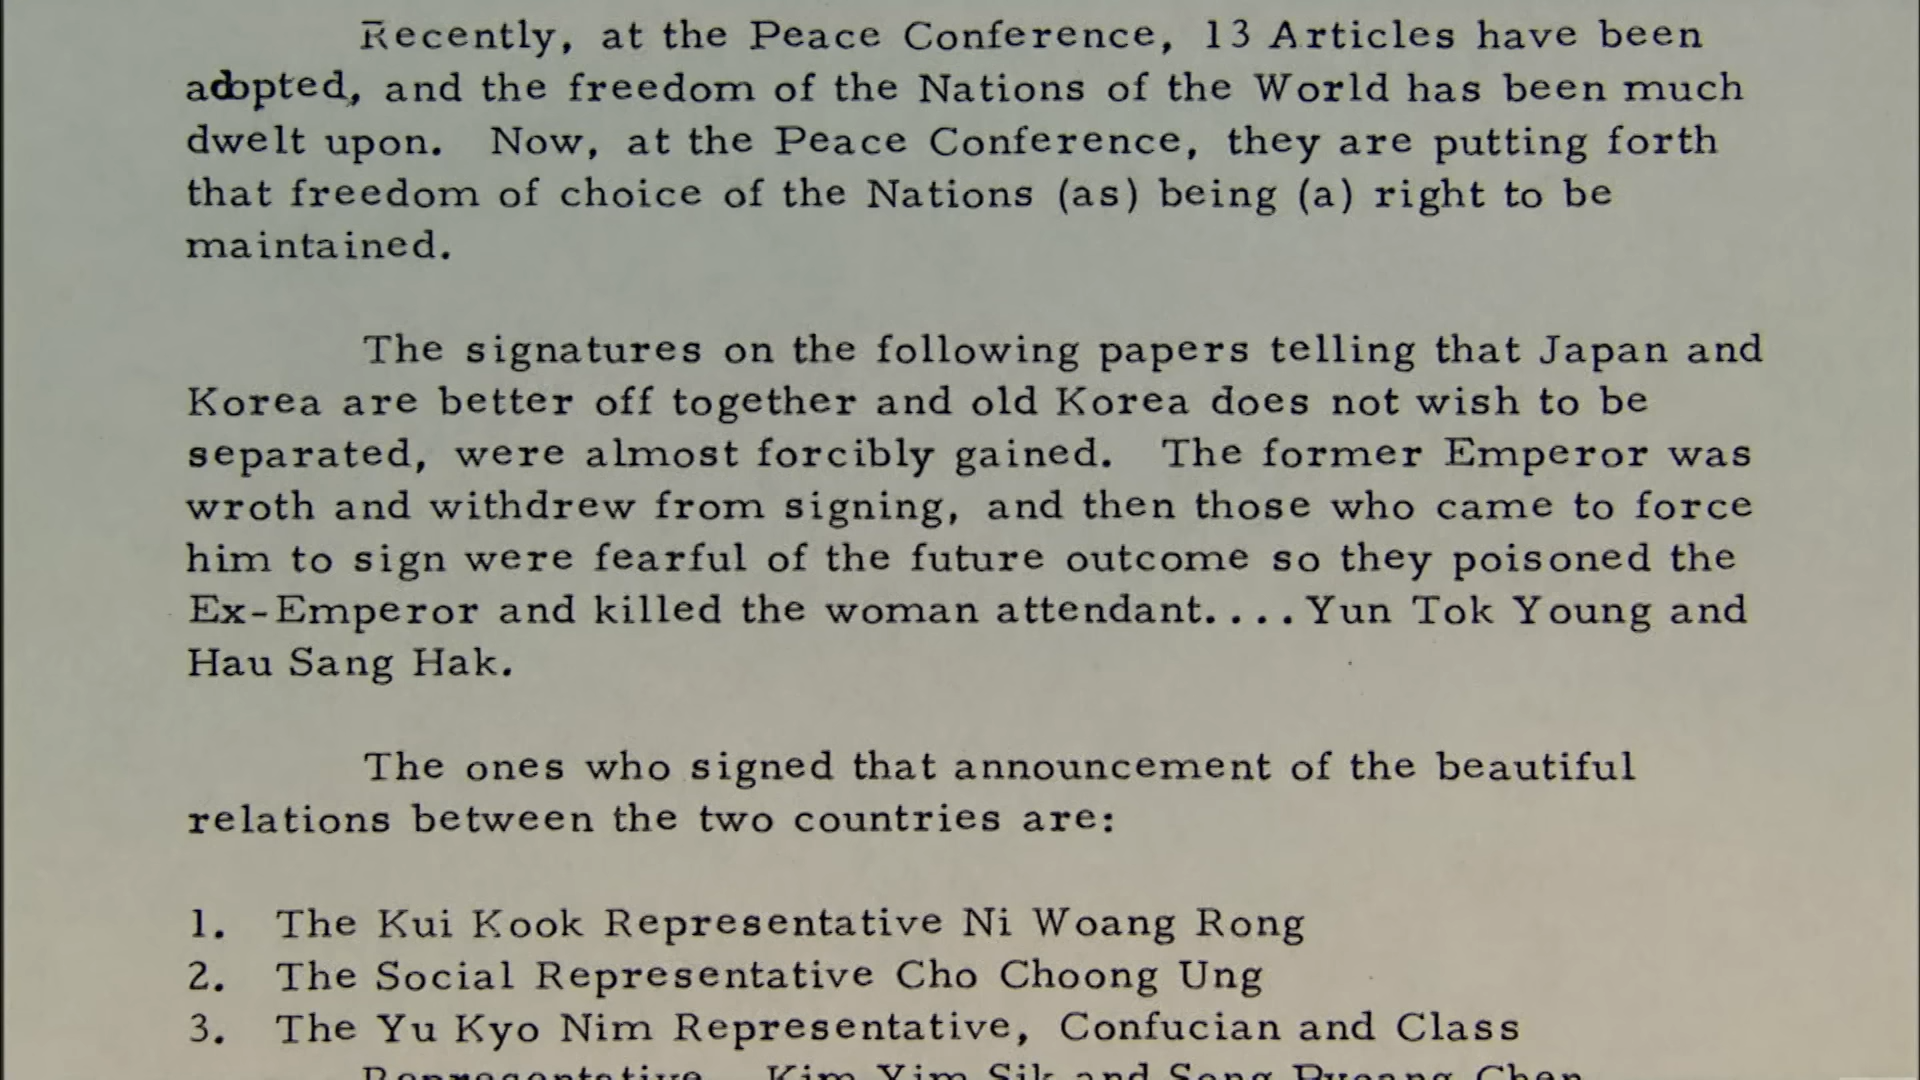 Recently, at the Peace Conference, 13 Articles have been
adopted, and the freedom of the Nations of the World has been much
dwelt upon. Now, at the Peace Conference, they are putting forth
that freedom of choice of the Nations (as) being (a) right to be
maintained.
The signatures on the following papers telling that Japan and
Korea are better off together and old Korea does not wish to be
separated, were almost forcibly gained. The former Emperor was
wroth and withdrew from signing, and then those who came to force
him to sign were fearful of the future outcome so they poisoned the
Ex-Emperor and killed the woman attendant....Yun Tok Young and
Hau Sang Hak.
The ones who signed that announcement of the beautiful
relations between the two countries are:
1. The Kui Kook Representative Ni Woang Rong
2. The Social Representative Cho Choong Ung
3. The Yu Kyo Nim Representative, Confucian and Class
Representative Kim Yim Sik and Song